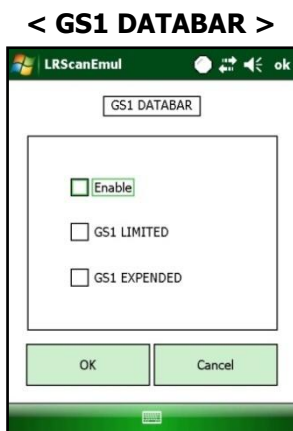 < GS1 DATABAR >
LRScanEmul ok
GS1 DATABAR
Enable
GS1 LIMITED
GS1 EXPENDED
OK Cancel